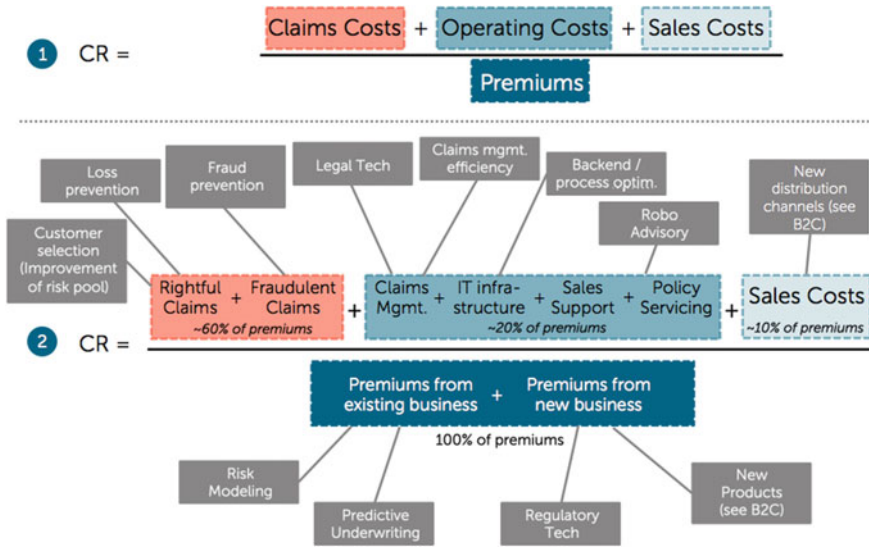 1 CR = Claims Costs + Operating Costs + Sales Costs
Premiums
Loss
prevention
Fraud
prevention
Legal Tech
Claims mgmt.
efficiency
Backend /
process optim.
New
distribution
channels (see
B2C)
Customer
selection
(Improvement
of risk pool)
Robo
Advisory
2 CR =
Rightful
Claims
+
Fraudulent
Claims
~60% of premiums
+
Claims
Mgmt.
+
IT infra-
structure
+
Sales
Support
+
Policy
Servicing
~20% of premiums
+
Sales Costs
~10% of premiums
Premiums from
existing business
+
Premiums from
new business
100% of premiums
Risk
Modeling
Predictive
Underwriting
Regulatory
Tech
New
Products
(see B2C)